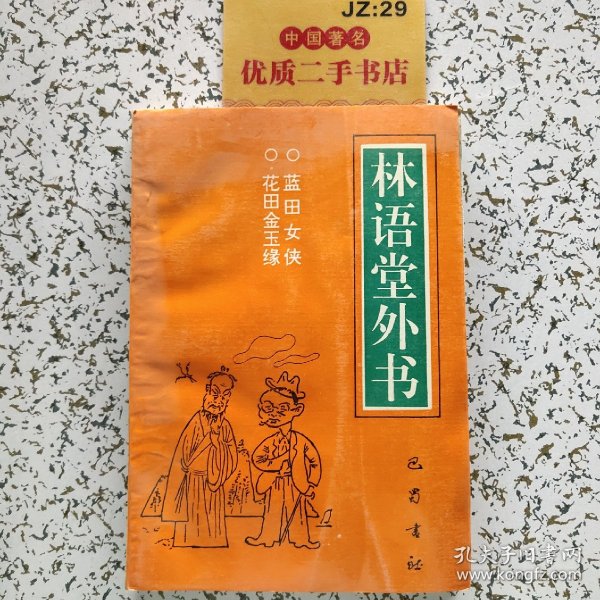 JZ:29
中国著名
优质二手书店
林语堂外书
○蓝田女侠
○花田金玉缘
巴蜀书社
孔夫子旧书网
www.kongfz.com